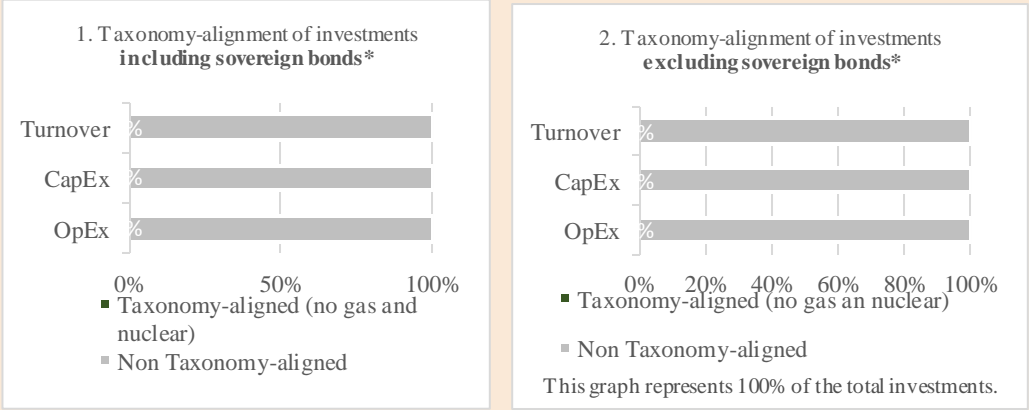 1. Taxonomy-alignment of investments
including sovereign bonds*
Turnover
%
CapEx
%
OpEx
%
0% 50% 100%
Taxonomy-aligned (no gas and
nuclear)
Non Taxonomy-aligned
2. Taxonomy-alignment of investments
excluding sovereign bonds*
Turnover
%
CapEx
%
OpEx
%
0% 20% 40% 60% 80% 100%
Taxonomy-aligned (no gas an nuclear)
Non Taxonomy-aligned
This graph represents 100% of the total investments.